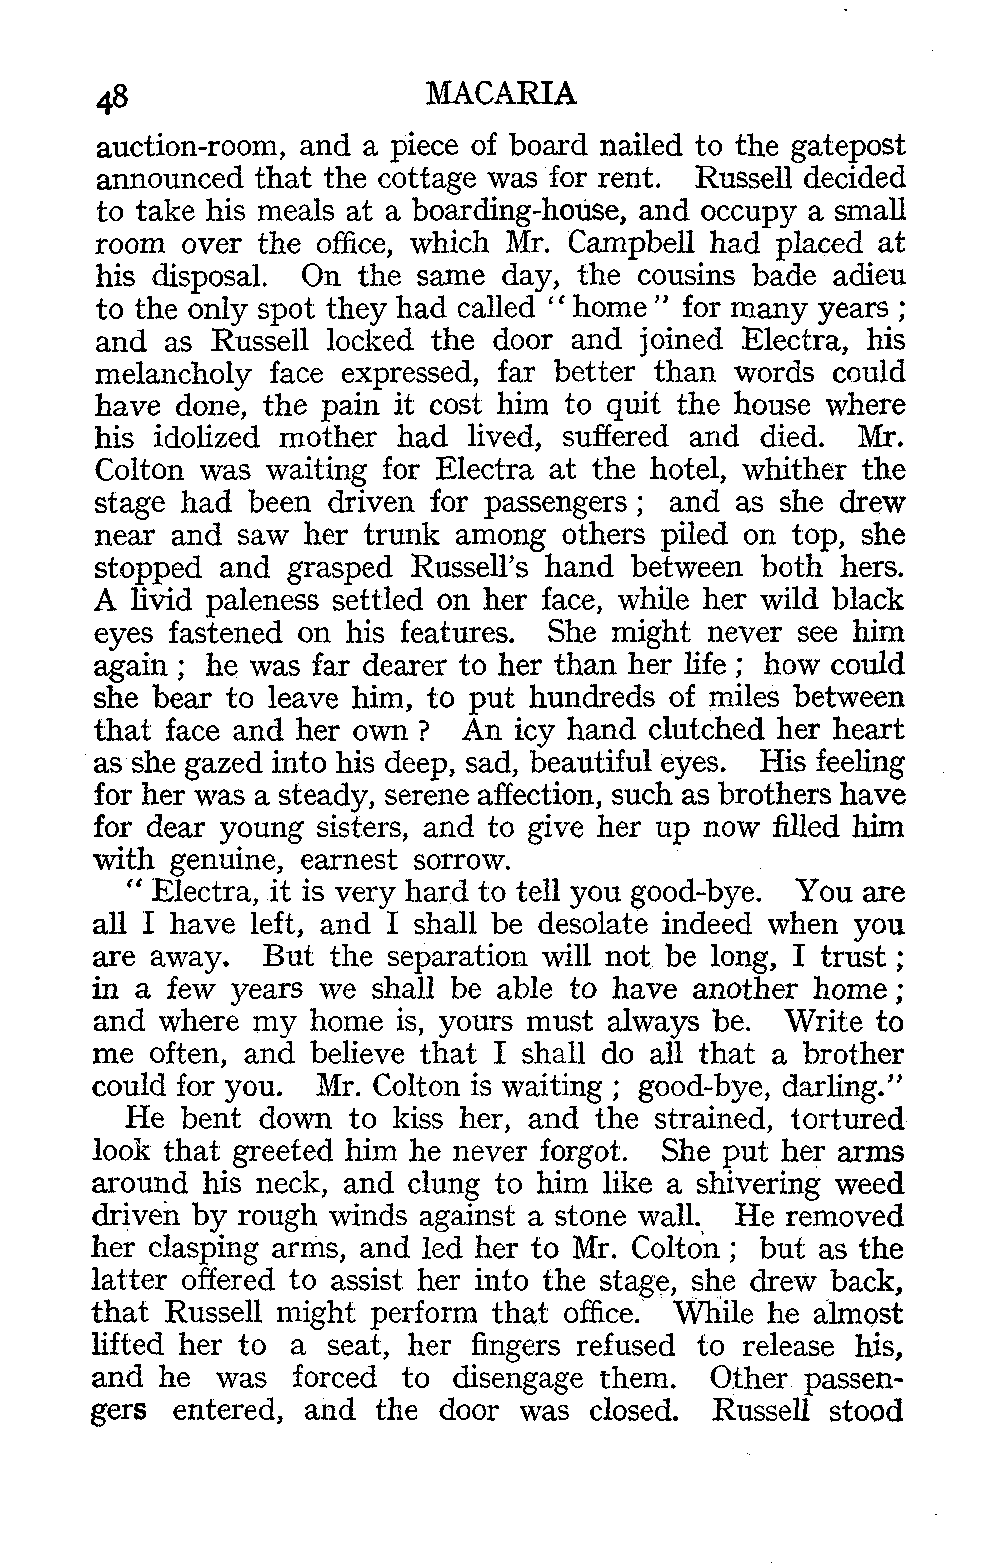 48 MACARIA
auction-room, and a piece of board nailed to the gatepost
announced that the cottage was for rent. Russell decided
to take his meals at a boarding-house, and occupy a small
room over the office, which Mr. Campbell had placed at
his disposal. On the same day, the cousins bade adieu
to the only spot they had called “ home ” for many years ;
and as Russell locked the door and joined Electra, his
melancholy face expressed, far better than words could
have done, the pain it cost him to quit the house where
his idolized mother had lived, suffered and died. Mr.
Colton was waiting for Electra at the hotel, whither the
stage had been driven for passengers ; and as she drew
near and saw her trunk among others piled on top, she
stopped and grasped Russell’s hand between both hers.
A livid paleness settled on her face, while her wild black
eyes fastened on his features. She might never see him
again ; he was far dearer to her than her life ; how could
she bear to leave him, to put hundreds of miles between
that face and her own ? An icy hand clutched her heart
as she gazed into his deep, sad, beautiful eyes. His feeling
for her was a steady, serene affection, such as brothers have
for dear young sisters, and to give her up now filled him
with genuine, earnest sorrow.
“ Electra, it is very hard to tell you good-bye. You are
all I have left, and I shall be desolate indeed when you
are away. But the separation will not be long, I trust ;
in a few years we shall be able to have another home ;
and where my home is, yours must always be. Write to
me often, and believe that I shall do all that a brother
could for you. Mr. Colton is waiting ; good-bye, darling.”
He bent down to kiss her, and the strained, tortured
look that greeted him he never forgot. She put her arms
around his neck, and clung to him like a shivering weed
driven by rough winds against a stone wall. He removed
her clasping arms, and led her to Mr. Colton ; but as the
latter offered to assist her into the stage, she drew back,
that Russell might perform that office. While he almost
lifted her to a seat, her fingers refused to release his,
and he was forced to disengage them. Other passen-
gers entered, and the door was closed. Russell stood